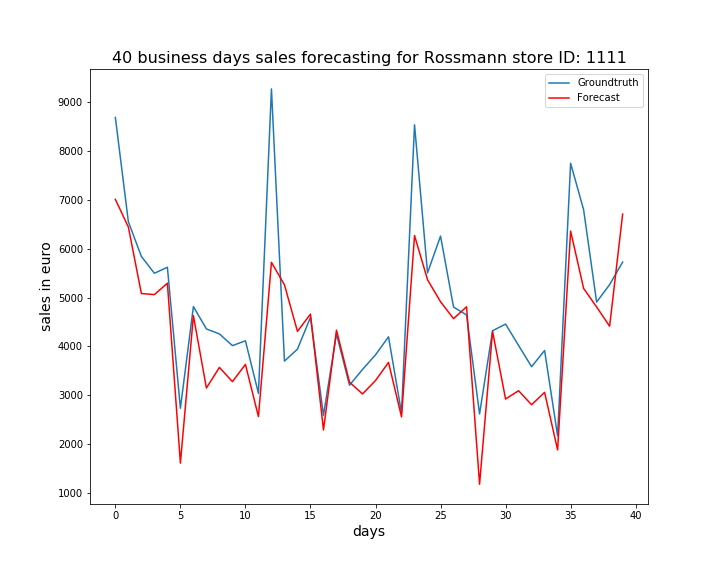 40 business days sales forecasting for Rossmann store ID: 1111
Groundtruth
Forecast
sales in euro
9000
8000
7000
6000
5000
4000
3000
2000
1000
0 5 10 15 20 25 30 35 40
days